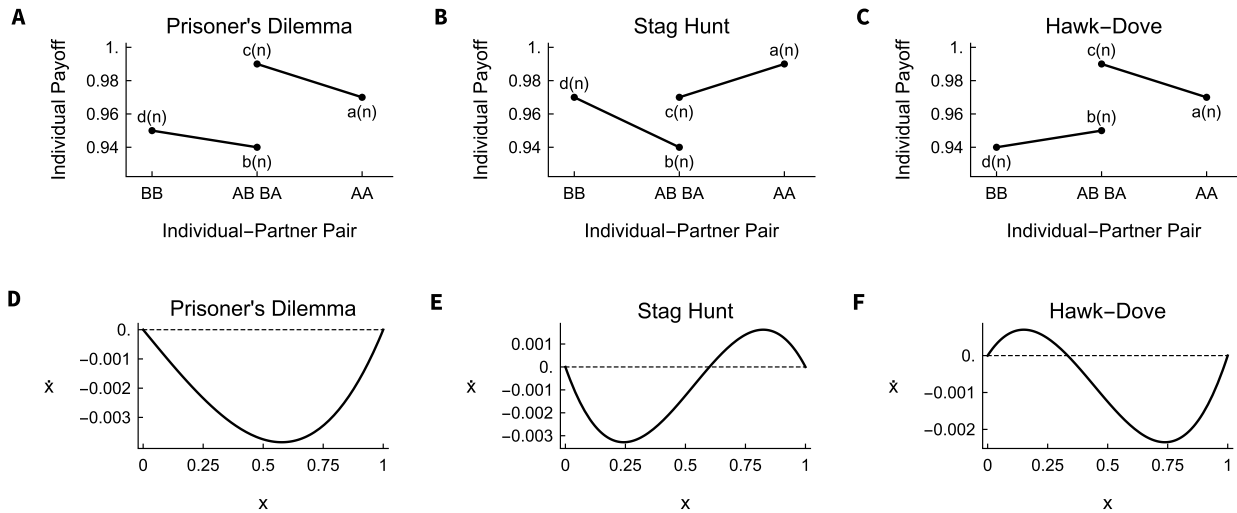 A
Prisoner's Dilemma
Individual Payoff
1.
0.98
0.96
0.94
c(n)
a(n)
d(n)
b(n)
BB
AB BA
AA
Individual−Partner Pair
B
Stag Hunt
Individual Payoff
1.
0.98
0.96
0.94
a(n)
d(n)
c(n)
b(n)
BB
AB BA
AA
Individual−Partner Pair
C
Hawk−Dove
Individual Payoff
1.
0.98
0.96
0.94
c(n)
a(n)
b(n)
d(n)
BB
AB BA
AA
Individual−Partner Pair
D
Prisoner's Dilemma
0.
−0.001
−0.002
−0.003
ẋ
0 0.25 0.5 0.75 1
x
E
Stag Hunt
0.001
0.
−0.001
−0.002
−0.003
ẋ
0 0.25 0.5 0.75 1
x
F
Hawk−Dove
0.
−0.001
−0.002
ẋ
0 0.25 0.5 0.75 1
x